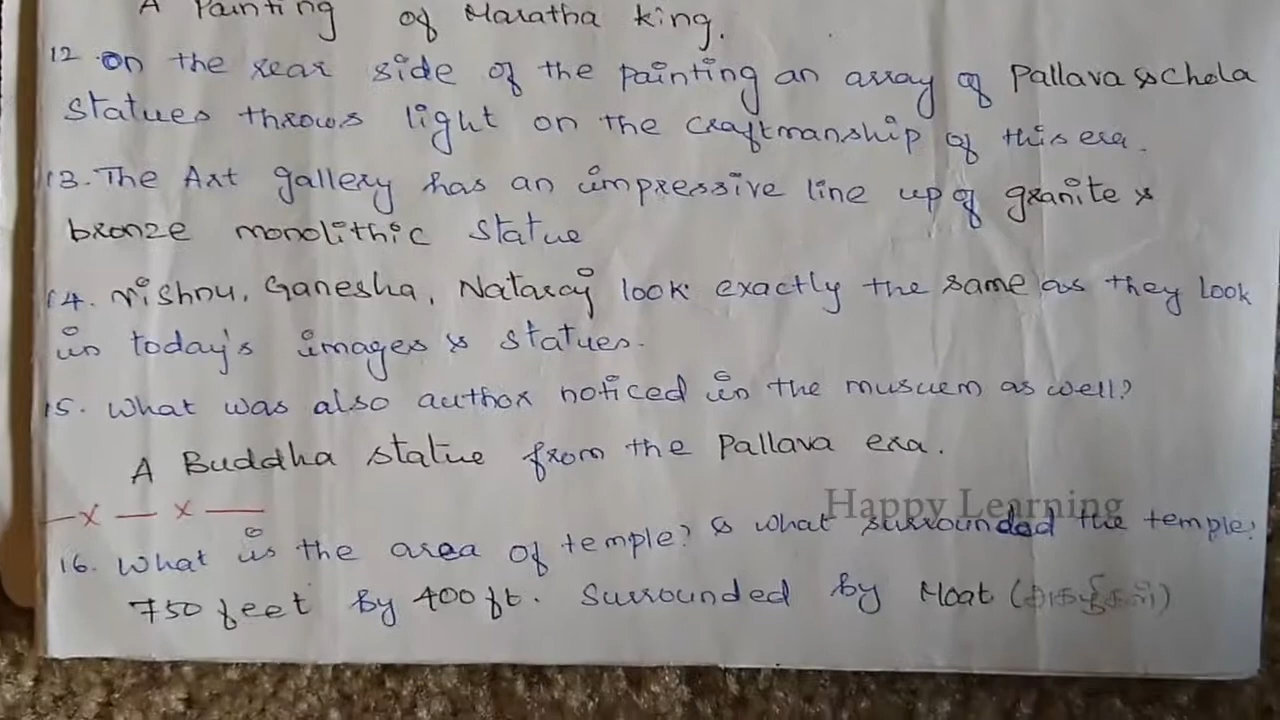 A Painting of Maratha king.
12 on the rear side of the painting an array of Pallava & Chola
statues throws light on the craftmanship of this era.
13. The Art gallery has an impressive line up of granite &
bronze monolithic statue
14. Vishnu, Ganesha, Nataraj look exactly the same as they look
in today's images & statues.
15. What was also author noticed in the musuem as well?
A Buddha statue from the Pallava era.
—x — x —
Happy Learning
16. What is the area of temple? & what surrounded the temple?
750 feet by 400 ft. Surrounded by Moat (அகழிகள்)